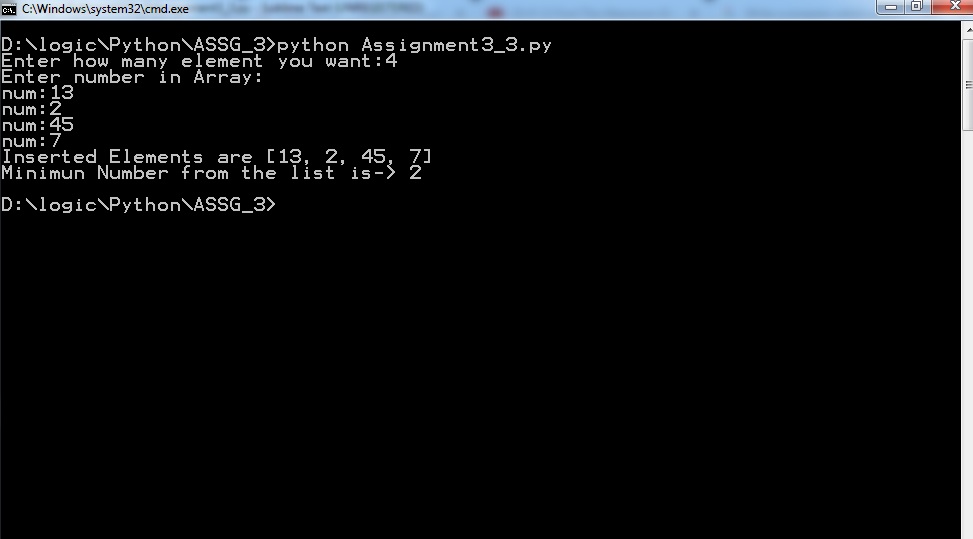 C:\Windows\system32\cmd.exe
D:\logic\Python\ASSG_3>python Assignment3_3.py
Enter how many element you want:4
Enter number in Array:
num:13
num:2
num:45
num:7
Inserted Elements are [13, 2, 45, 7]
Minimun Number from the list is-> 2
D:\logic\Python\ASSG_3>